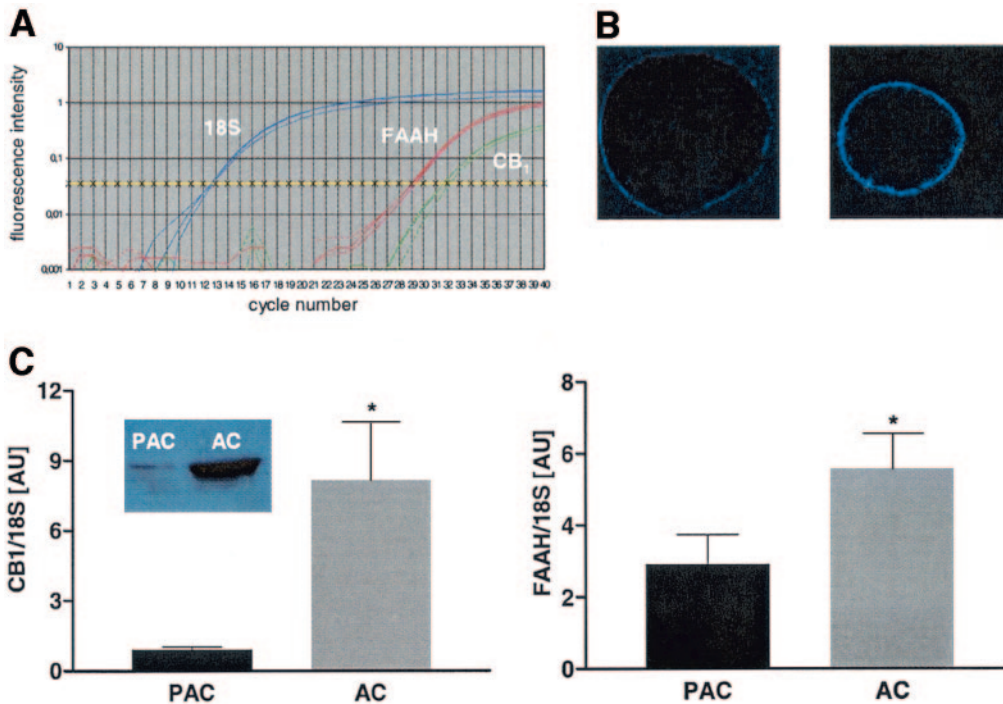 A
fluorescence intensity
10
1
0,1
0,01
0,001
18S
FAAH
CB1
1 2 3 4 5 6 7 8 9 10 11 12 13 14 15 16 17 18 19 20 21 22 23 24 25 26 27 28 29 30 31 32 33 34 35 36 37 38 39 40
cycle number
B
C
CB1/18S [AU]
12
9
6
3
0
PAC AC
*
PAC AC
FAAH/18S [AU]
8
6
4
2
0
*
PAC AC